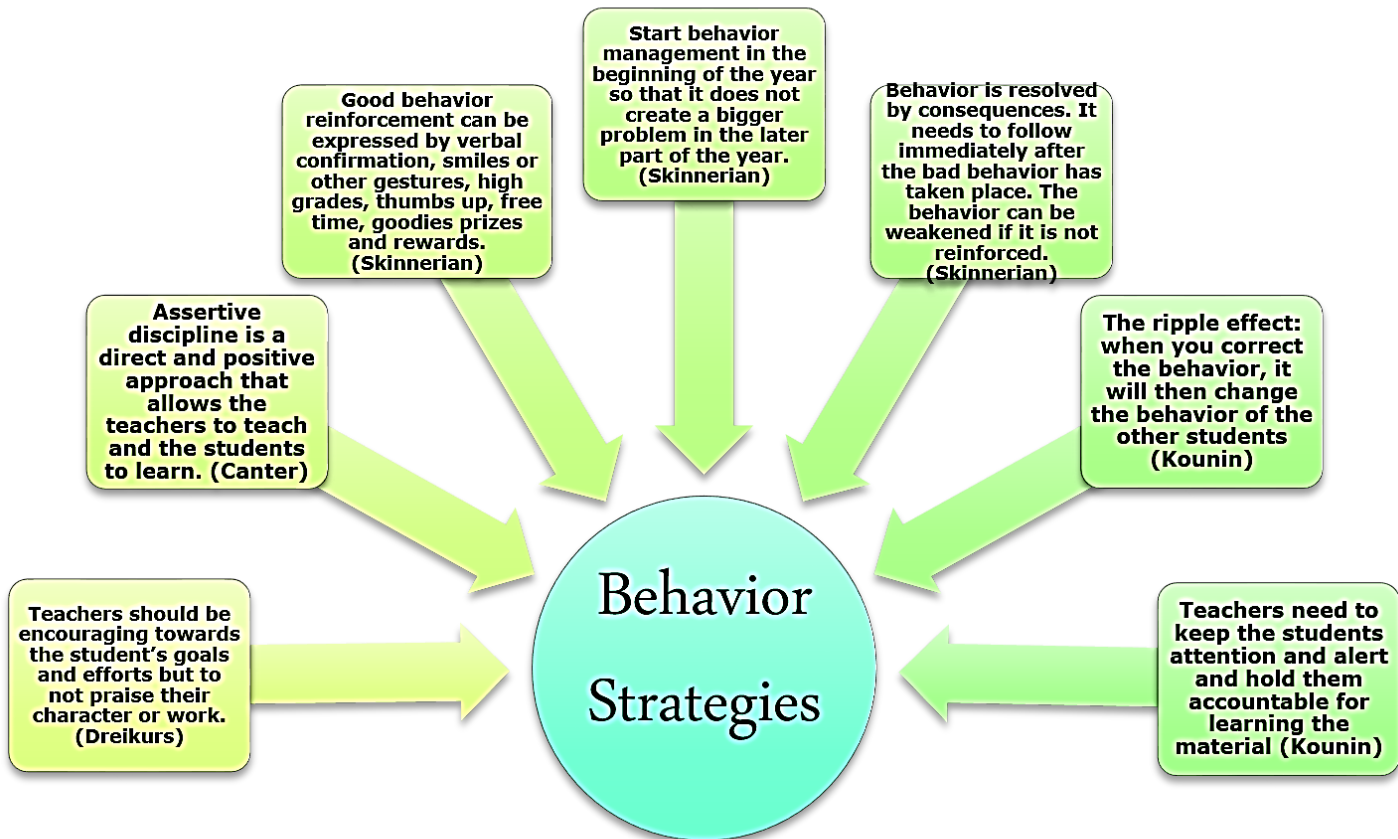 Start behavior
management in the
beginning of the year
so that it does not
create a bigger
problem in the later
part of the year.
(Skinnerian)
Good behavior
reinforcement can be
expressed by verbal
confirmation, smiles or
other gestures, high
grades, thumbs up, free
time, goodies prizes
and rewards.
(Skinnerian)
Behavior is resolved
by consequences. It
needs to follow
immediately after
the bad behavior has
taken place. The
behavior can be
weakened if it is not
reinforced.
(Skinnerian)
Assertive
discipline is a
direct and positive
approach that
allows the
teachers to teach
and the students
to learn. (Canter)
The ripple effect:
when you correct
the behavior, it
will then change
the behavior of the
other students
(Kounin)
Teachers should be
encouraging towards
the student's goals
and efforts but to
not praise their
character or work.
(Dreikurs)
Behavior
Strategies
Teachers need to
keep the students
attention and alert
and hold them
accountable for
learning the
material (Kounin)